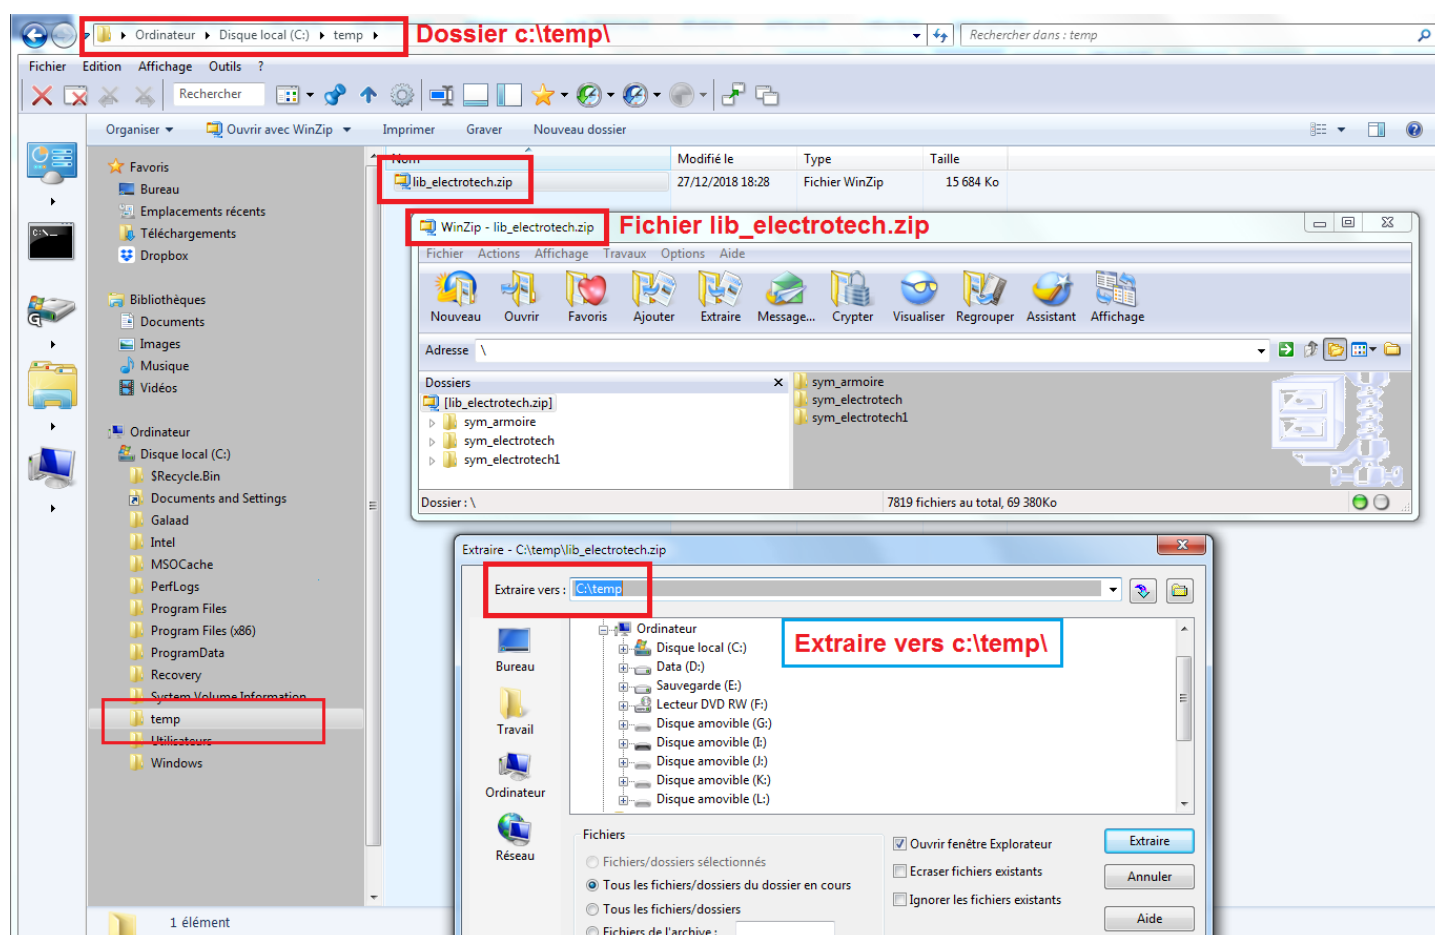 Ordinateur Disque local (C:) temp
Dossier c:\temp\
Rechercher dans : temp
Fichier Edition Affichage Outils ?
Rechercher
Organiser Ouvrir avec WinZip Imprimer Graver Nouveau dossier
Nom Modifié le Type Taille
lib_electrotech.zip 27/12/2018 18:28 Fichier WinZip 15 684 Ko
Favoris
Bureau
Emplacements récents
Téléchargements
Dropbox
Bibliothèques
Documents
Images
Musique
Vidéos
Ordinateur
Disque local (C:)
$Recycle.Bin
Documents and Settings
Galaad
Intel
MSOCache
PerfLogs
Program Files
Program Files (x86)
ProgramData
Recovery
System Volume Information
temp
Utilisateurs
Windows
1 élément
C:\
G
WinZip - lib_electrotech.zip
Fichier lib_electrotech.zip
Fichier Actions Affichage Travaux Options Aide
Nouveau Ouvrir Favoris Ajouter Extraire Message... Crypter Visualiser Regrouper Assistant Affichage
Adresse \
Dossiers x
[lib_electrotech.zip]
sym_armoire
sym_electrotech
sym_electrotech1
sym_armoire
sym_electrotech
sym_electrotech1
Dossier : \ 7819 fichiers au total, 69 380Ko
Extraire - C:\temp\lib_electrotech.zip
Extraire vers : C:\temp
Bureau
Travail
Ordinateur
Réseau
Ordinateur
Disque local (C:)
Data (D:)
Sauvegarde (E:)
Lecteur DVD RW (F:)
Disque amovible (G:)
Disque amovible (I:)
Disque amovible (J:)
Disque amovible (K:)
Disque amovible (L:)
Extraire vers c:\temp\
Fichiers
Fichiers/dossiers sélectionnés
Tous les fichiers/dossiers du dossier en cours
Tous les fichiers/dossiers
Fichiers de l'archive :
Ouvrir fenêtre Explorateur
Ecraser fichiers existants
Ignorer les fichiers existants
Extraire
Annuler
Aide